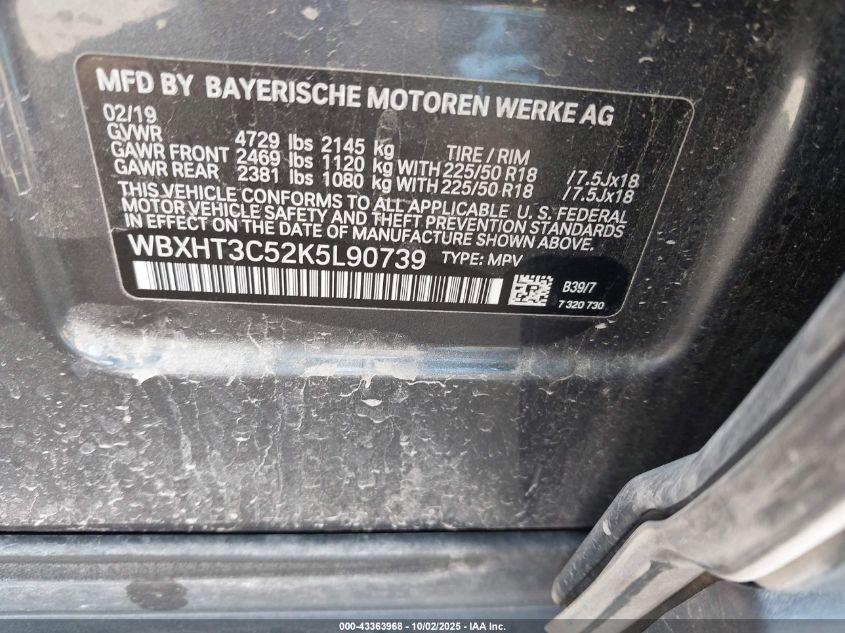 MFD BY BAYERISCHE MOTOREN WERKE AG
02/19
GVWR 4729 lbs 2145 kg TIRE / RIM
GAWR FRONT 2469 lbs 1120 kg WITH 225/50 R18 /7.5Jx18
GAWR REAR 2381 lbs 1080 kg WITH 225/50 R18 /7.5Jx18
THIS VEHICLE CONFORMS TO ALL APPLICABLE U. S. FEDERAL
MOTOR VEHICLE SAFETY AND THEFT PREVENTION STANDARDS
IN EFFECT ON THE DATE OF MANUFACTURE SHOWN ABOVE.
WBXHT3C52K5L90739 TYPE: MPV
B39/7
7 320 730
000-43363968 - 10/02/2025 - IAA Inc.